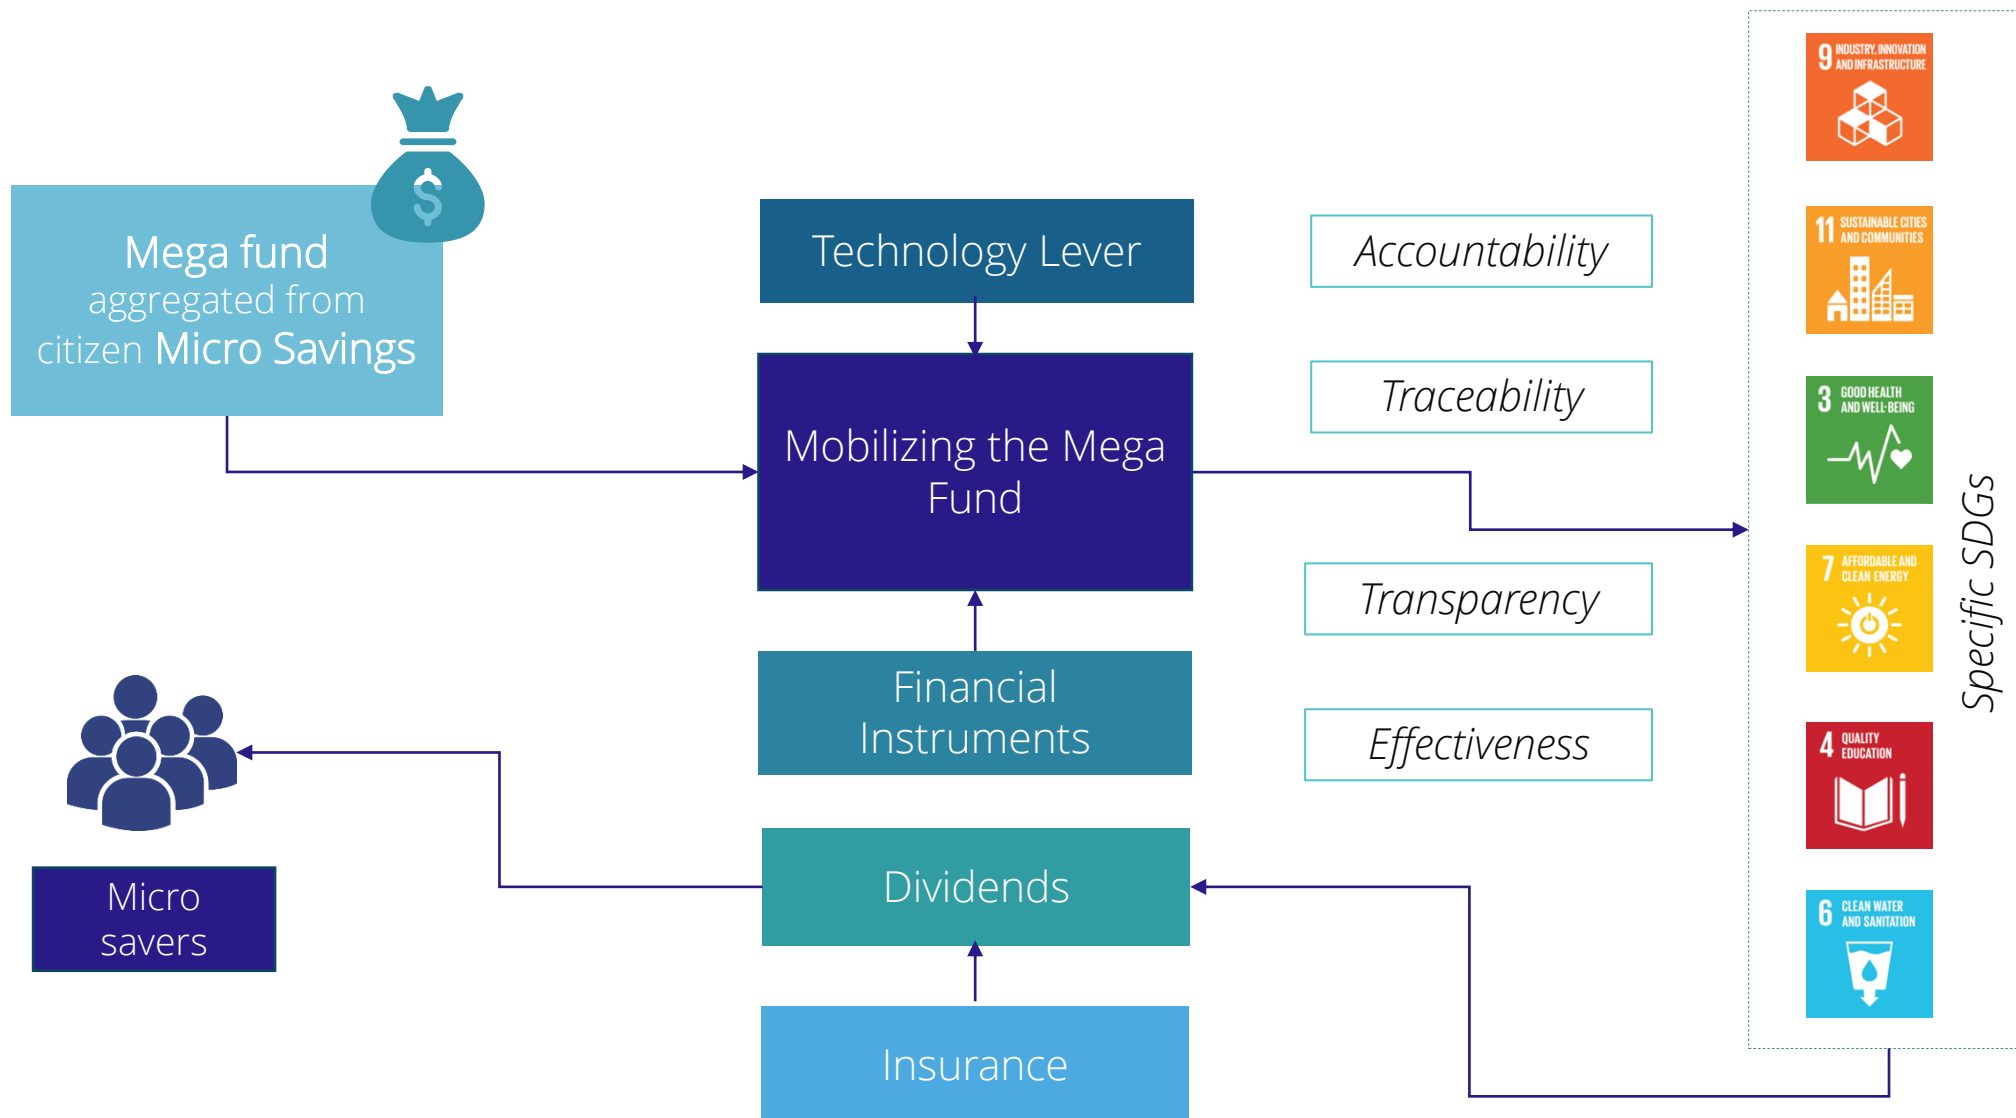 Mega fund
aggregated from
citizen Micro Savings
$
Technology Lever
Mobilizing the Mega
Fund
Financial
Instruments
Dividends
Insurance
Micro
savers
Accountability
Traceability
Transparency
Effectiveness
9 INDUSTRY, INNOVATION
AND INFRASTRUCTURE
11 SUSTAINABLE CITIES
AND COMMUNITIES
3 GOOD HEALTH
AND WELL-BEING
7 AFFORDABLE AND
CLEAN ENERGY
4 QUALITY
EDUCATION
6 CLEAN WATER
AND SANITATION
Specific SDGs